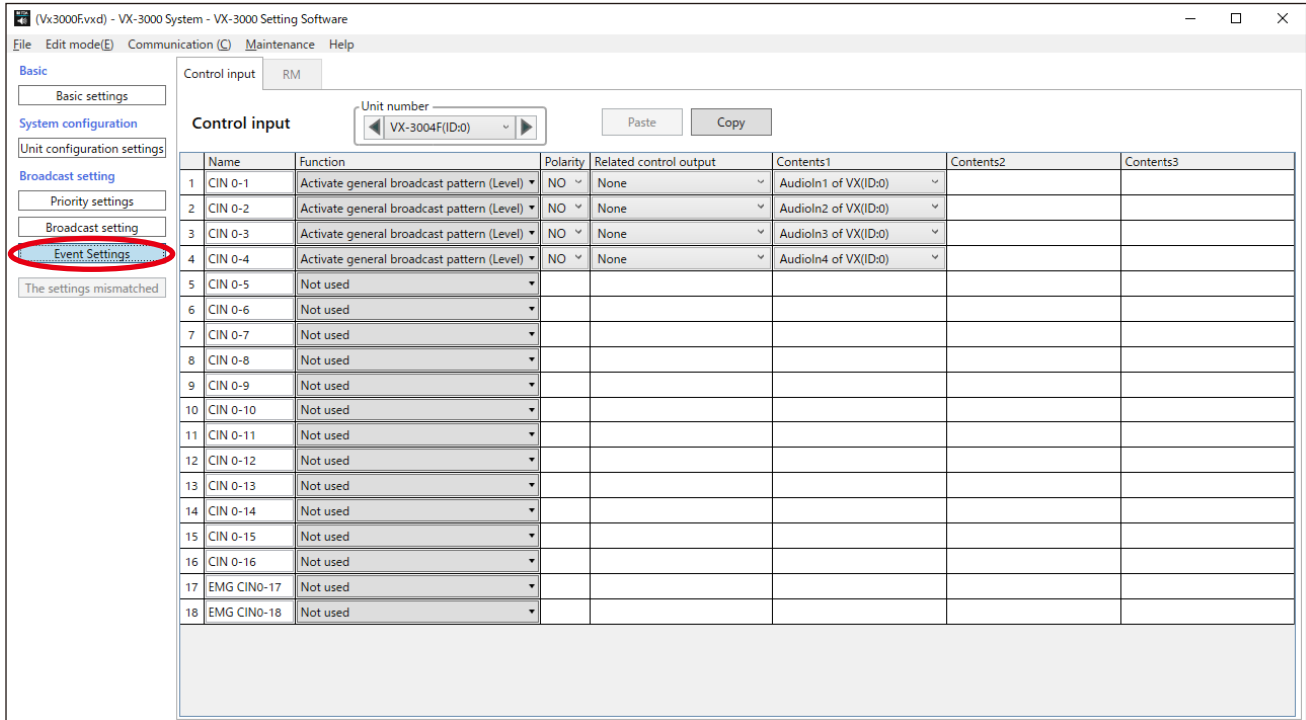 (Vx3000F.vxd) - VX-3000 System - VX-3000 Setting Software
File Edit mode(E) Communication (C) Maintenance Help
Basic
Basic settings
System configuration
Unit configuration settings
Broadcast setting
Priority settings
Broadcast setting
Event Settings
The settings mismatched
Control input RM
Control input
Unit number
VX-3004F(ID:0)
Paste Copy
Name Function Polarity Related control output Contents1 Contents2 Contents3
1 CIN 0-1 Activate general broadcast pattern (Level) NO None AudioIn1 of VX(ID:0)
2 CIN 0-2 Activate general broadcast pattern (Level) NO None AudioIn2 of VX(ID:0)
3 CIN 0-3 Activate general broadcast pattern (Level) NO None AudioIn3 of VX(ID:0)
4 CIN 0-4 Activate general broadcast pattern (Level) NO None AudioIn4 of VX(ID:0)
5 CIN 0-5 Not used
6 CIN 0-6 Not used
7 CIN 0-7 Not used
8 CIN 0-8 Not used
9 CIN 0-9 Not used
10 CIN 0-10 Not used
11 CIN 0-11 Not used
12 CIN 0-12 Not used
13 CIN 0-13 Not used
14 CIN 0-14 Not used
15 CIN 0-15 Not used
16 CIN 0-16 Not used
17 EMG CIN0-17 Not used
18 EMG CIN0-18 Not used